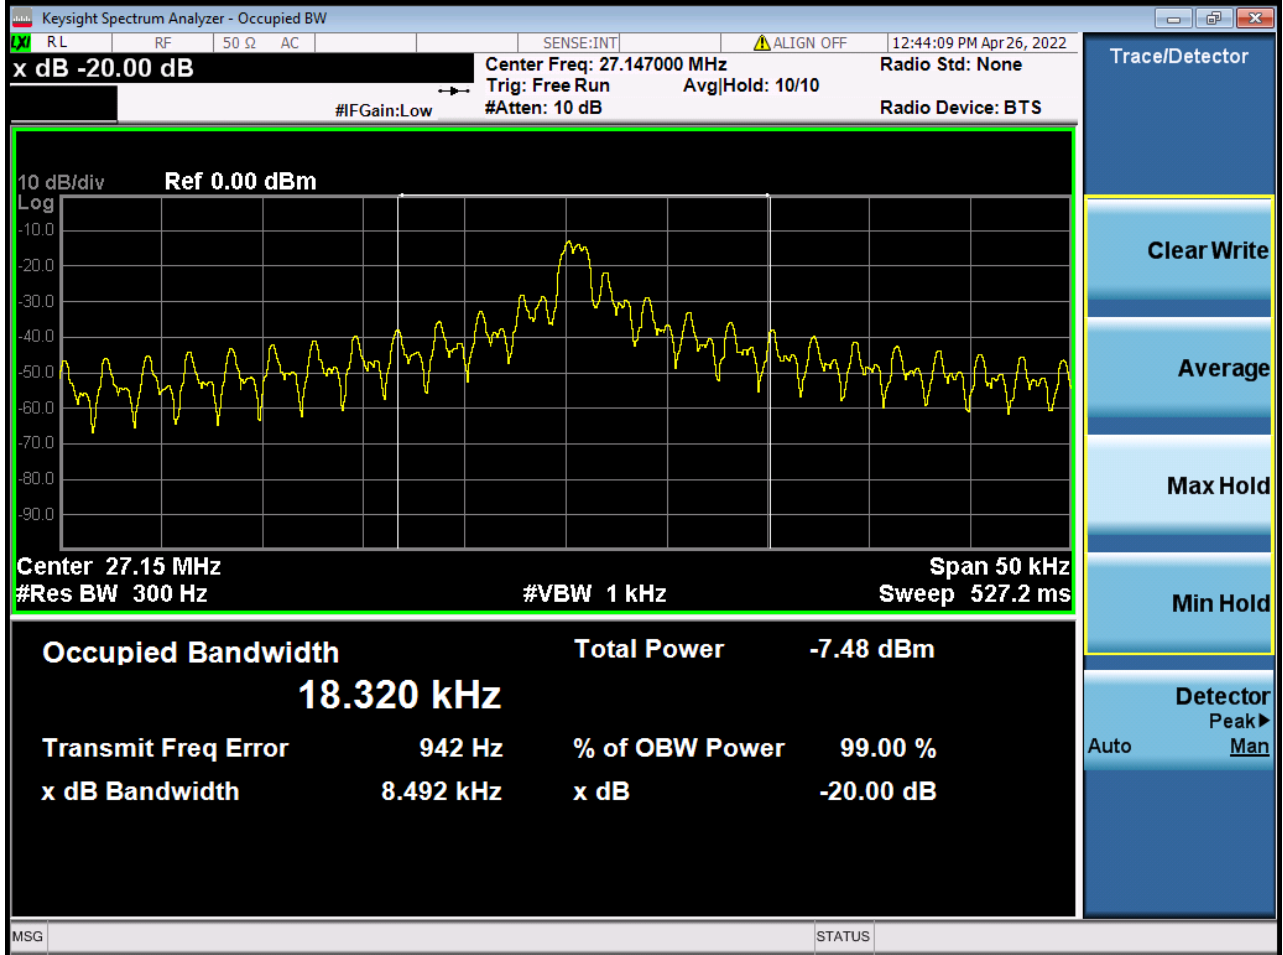 Keysight Spectrum Analyzer - Occupied BW
LXI RL RF 50 Ω AC SENSE:INT ALIGN OFF 12:44:09 PM Apr 26, 2022
x dB -20.00 dB
Center Freq: 27.147000 MHz Radio Std: None
Trig: Free Run Avg|Hold: 10/10
#IFGain:Low #Atten: 10 dB Radio Device: BTS
10 dB/div Ref 0.00 dBm
Log
-10.0
-20.0
-30.0
-40.0
-50.0
-60.0
-70.0
-80.0
-90.0
Center 27.15 MHz Span 50 kHz
#Res BW 300 Hz #VBW 1 kHz Sweep 527.2 ms
Occupied Bandwidth Total Power -7.48 dBm
18.320 kHz
Transmit Freq Error 942 Hz % of OBW Power 99.00 %
x dB Bandwidth 8.492 kHz x dB -20.00 dB
MSG STATUS
Trace/Detector
Clear Write
Average
Max Hold
Min Hold
Detector
Peak▶
Auto Man